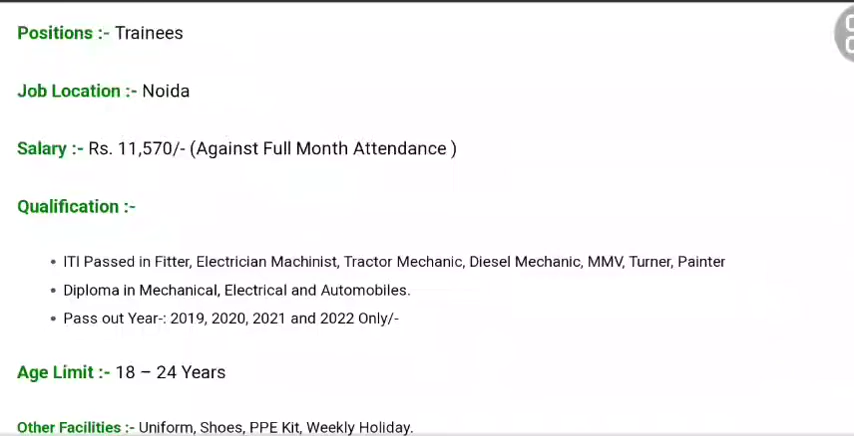 Positions :- Trainees
Job Location :- Noida
Salary :- Rs. 11,570/- (Against Full Month Attendance )
Qualification :-
• ITI Passed in Fitter, Electrician Machinist, Tractor Mechanic, Diesel Mechanic, MMV, Turner, Painter
• Diploma in Mechanical, Electrical and Automobiles.
• Pass out Year-: 2019, 2020, 2021 and 2022 Only/-
Age Limit :- 18 – 24 Years
Other Facilities :- Uniform, Shoes, PPE Kit, Weekly Holiday.